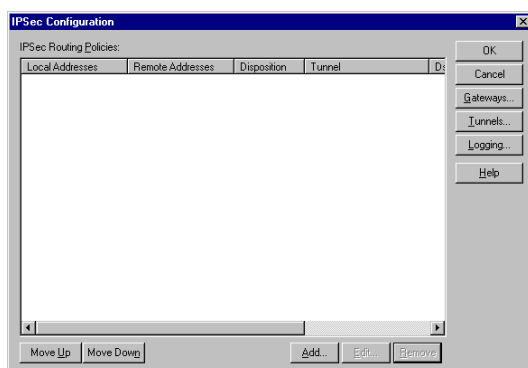 IPSec Configuration
IPSec Routing Policies:
Local Addresses Remote Addresses Disposition Tunnel
OK
Cancel
Gateways...
Tunnels...
Logging...
Help
Move Up Move Down Add... Edit... Remove